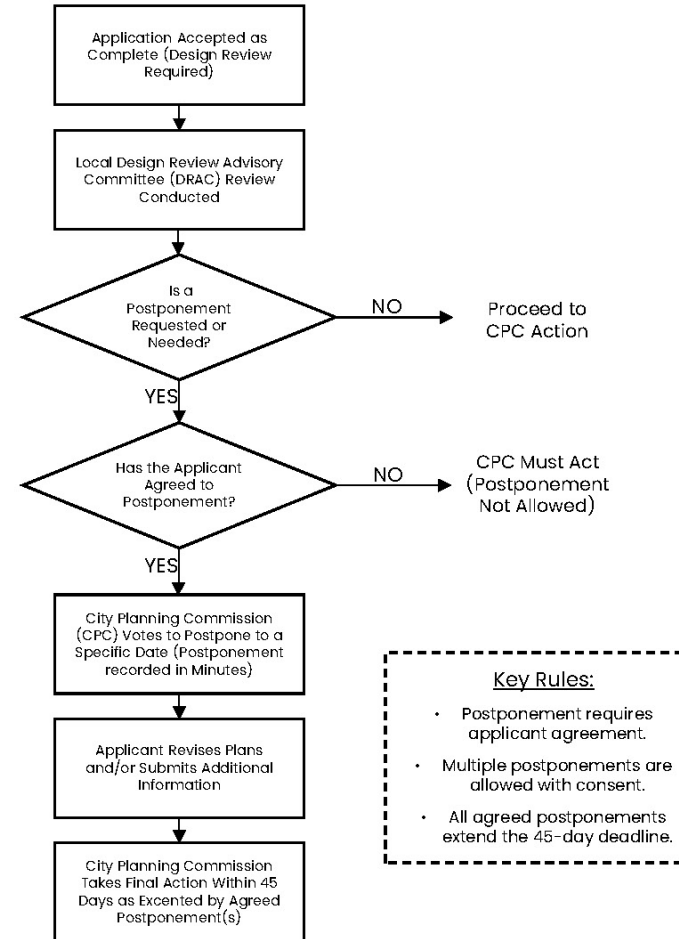 Application Accepted as
Complete (Design Review
Required)
Local Design Review Advisory
Committee (DRAC) Review
Conducted
Is a
Postponement
Requested or
Needed?
NO
Proceed to
CPC Action
YES
Has the Applicant
Agreed to
Postponement?
NO
CPC Must Act
(Postponement
Not Allowed)
YES
City Planning Commission
(CPC) Votes to Postpone to a
Specific Date (Postponement
recorded in Minutes)
Applicant Revises Plans
and/or Submits Additional
Information
City Planning Commission
Takes Final Action Within 45
Days as Excented by Agreed
Postponement(s)
Key Rules:
• Postponement requires
applicant agreement.
• Multiple postponements are
allowed with consent.
• All agreed postponements
extend the 45-day deadline.